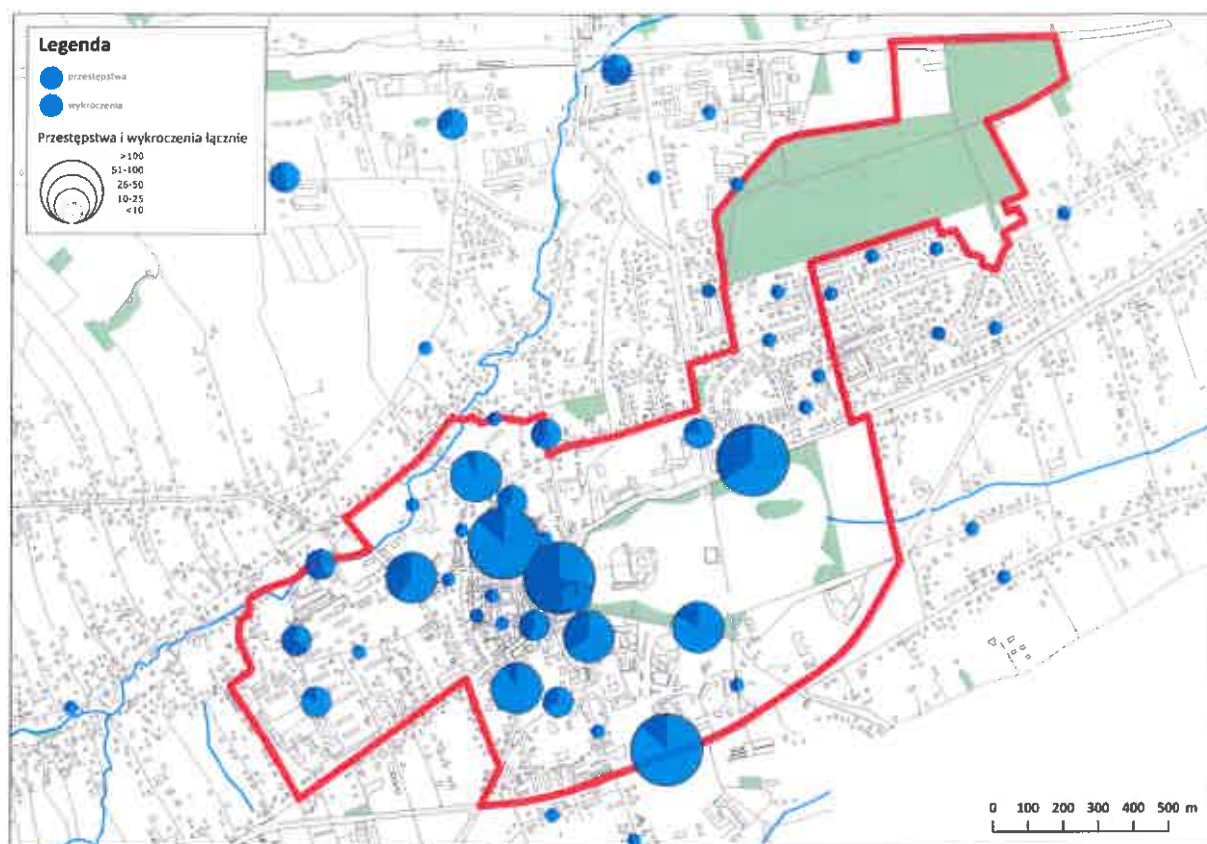 Legenda
przestępstwa
wykroczenia
Przestępstwa i wykroczenia łącznie
>100
51-100
26-50
10-25
<10
0 100 200 300 400 500 m